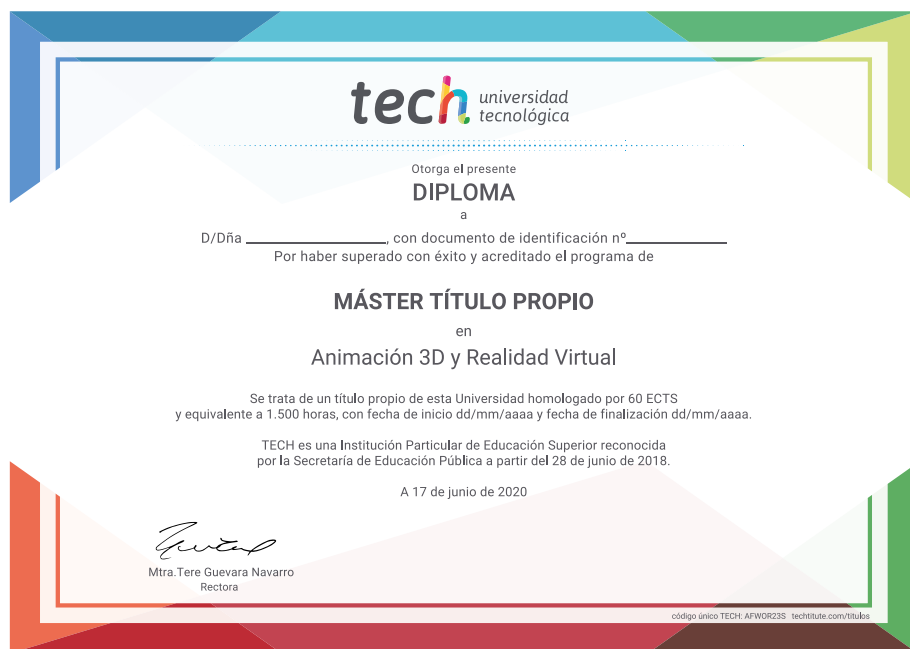 tech universidad
tecnológica
Otorga el presente
DIPLOMA
a
D/Dña ________________, con documento de identificación nº____________
Por haber superado con éxito y acreditado el programa de
MÁSTER TÍTULO PROPIO
en
Animación 3D y Realidad Virtual
Se trata de un título propio de esta Universidad homologado por 60 ECTS
y equivalente a 1.500 horas, con fecha de inicio dd/mm/aaaa y fecha de finalización dd/mm/aaaa.
TECH es una Institución Particular de Educación Superior reconocida
por la Secretaría de Educación Pública a partir del 28 de junio de 2018.
A 17 de junio de 2020
Mtra.Tere Guevara Navarro
Rectora
código único TECH: AFWOR23S techtitute.com/titulos